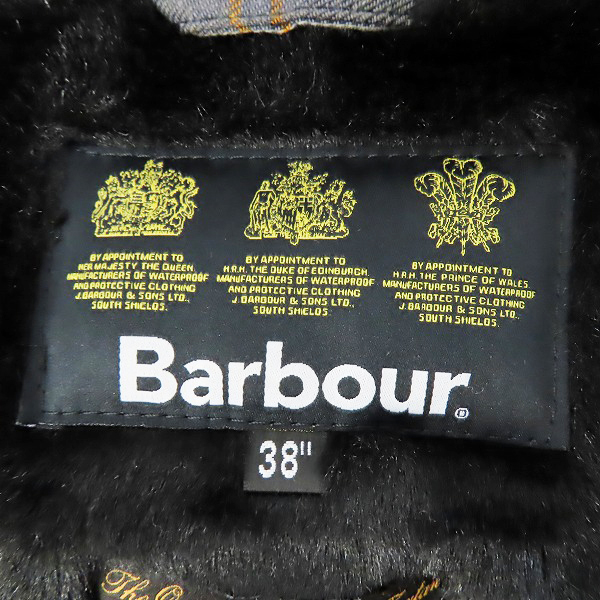 BY APPOINTMENT TO
HER MAJESTY THE QUEEN
MANUFACTURERS OF WATERPROOF
AND PROTECTIVE CLOTHING
J.BARBOUR & SONS LTD.,
SOUTH SHIELDS.
BY APPOINTMENT TO
H.R.H. THE DUKE OF EDINBURGH.
MANUFACTURERS OF WATERPROOF
AND PROTECTIVE CLOTHING
J.BARBOUR & SONS LTD.,
SOUTH SHIELDS.
BY APPOINTMENT TO
H.R.H. THE PRINCE OF WALES
MANUFACTURERS OF WATERPROOF
AND PROTECTIVE CLOTHING
J.BARBOUR & SONS LTD.,
SOUTH SHIELDS.
Barbour®
38"
The